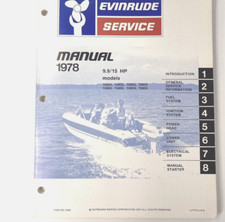 EVINRUDE
SERVICE
MANUAL
1978
9.9/15 HP
models
INTRODUCTION 1
GENERAL SERVICE INFORMATION 2
FUEL SYSTEM 3
IGNITION SYSTEM 4
POWER HEAD 5
LOWER UNIT 6
ELECTRICAL SYSTEM 7
MANUAL STARTER 8